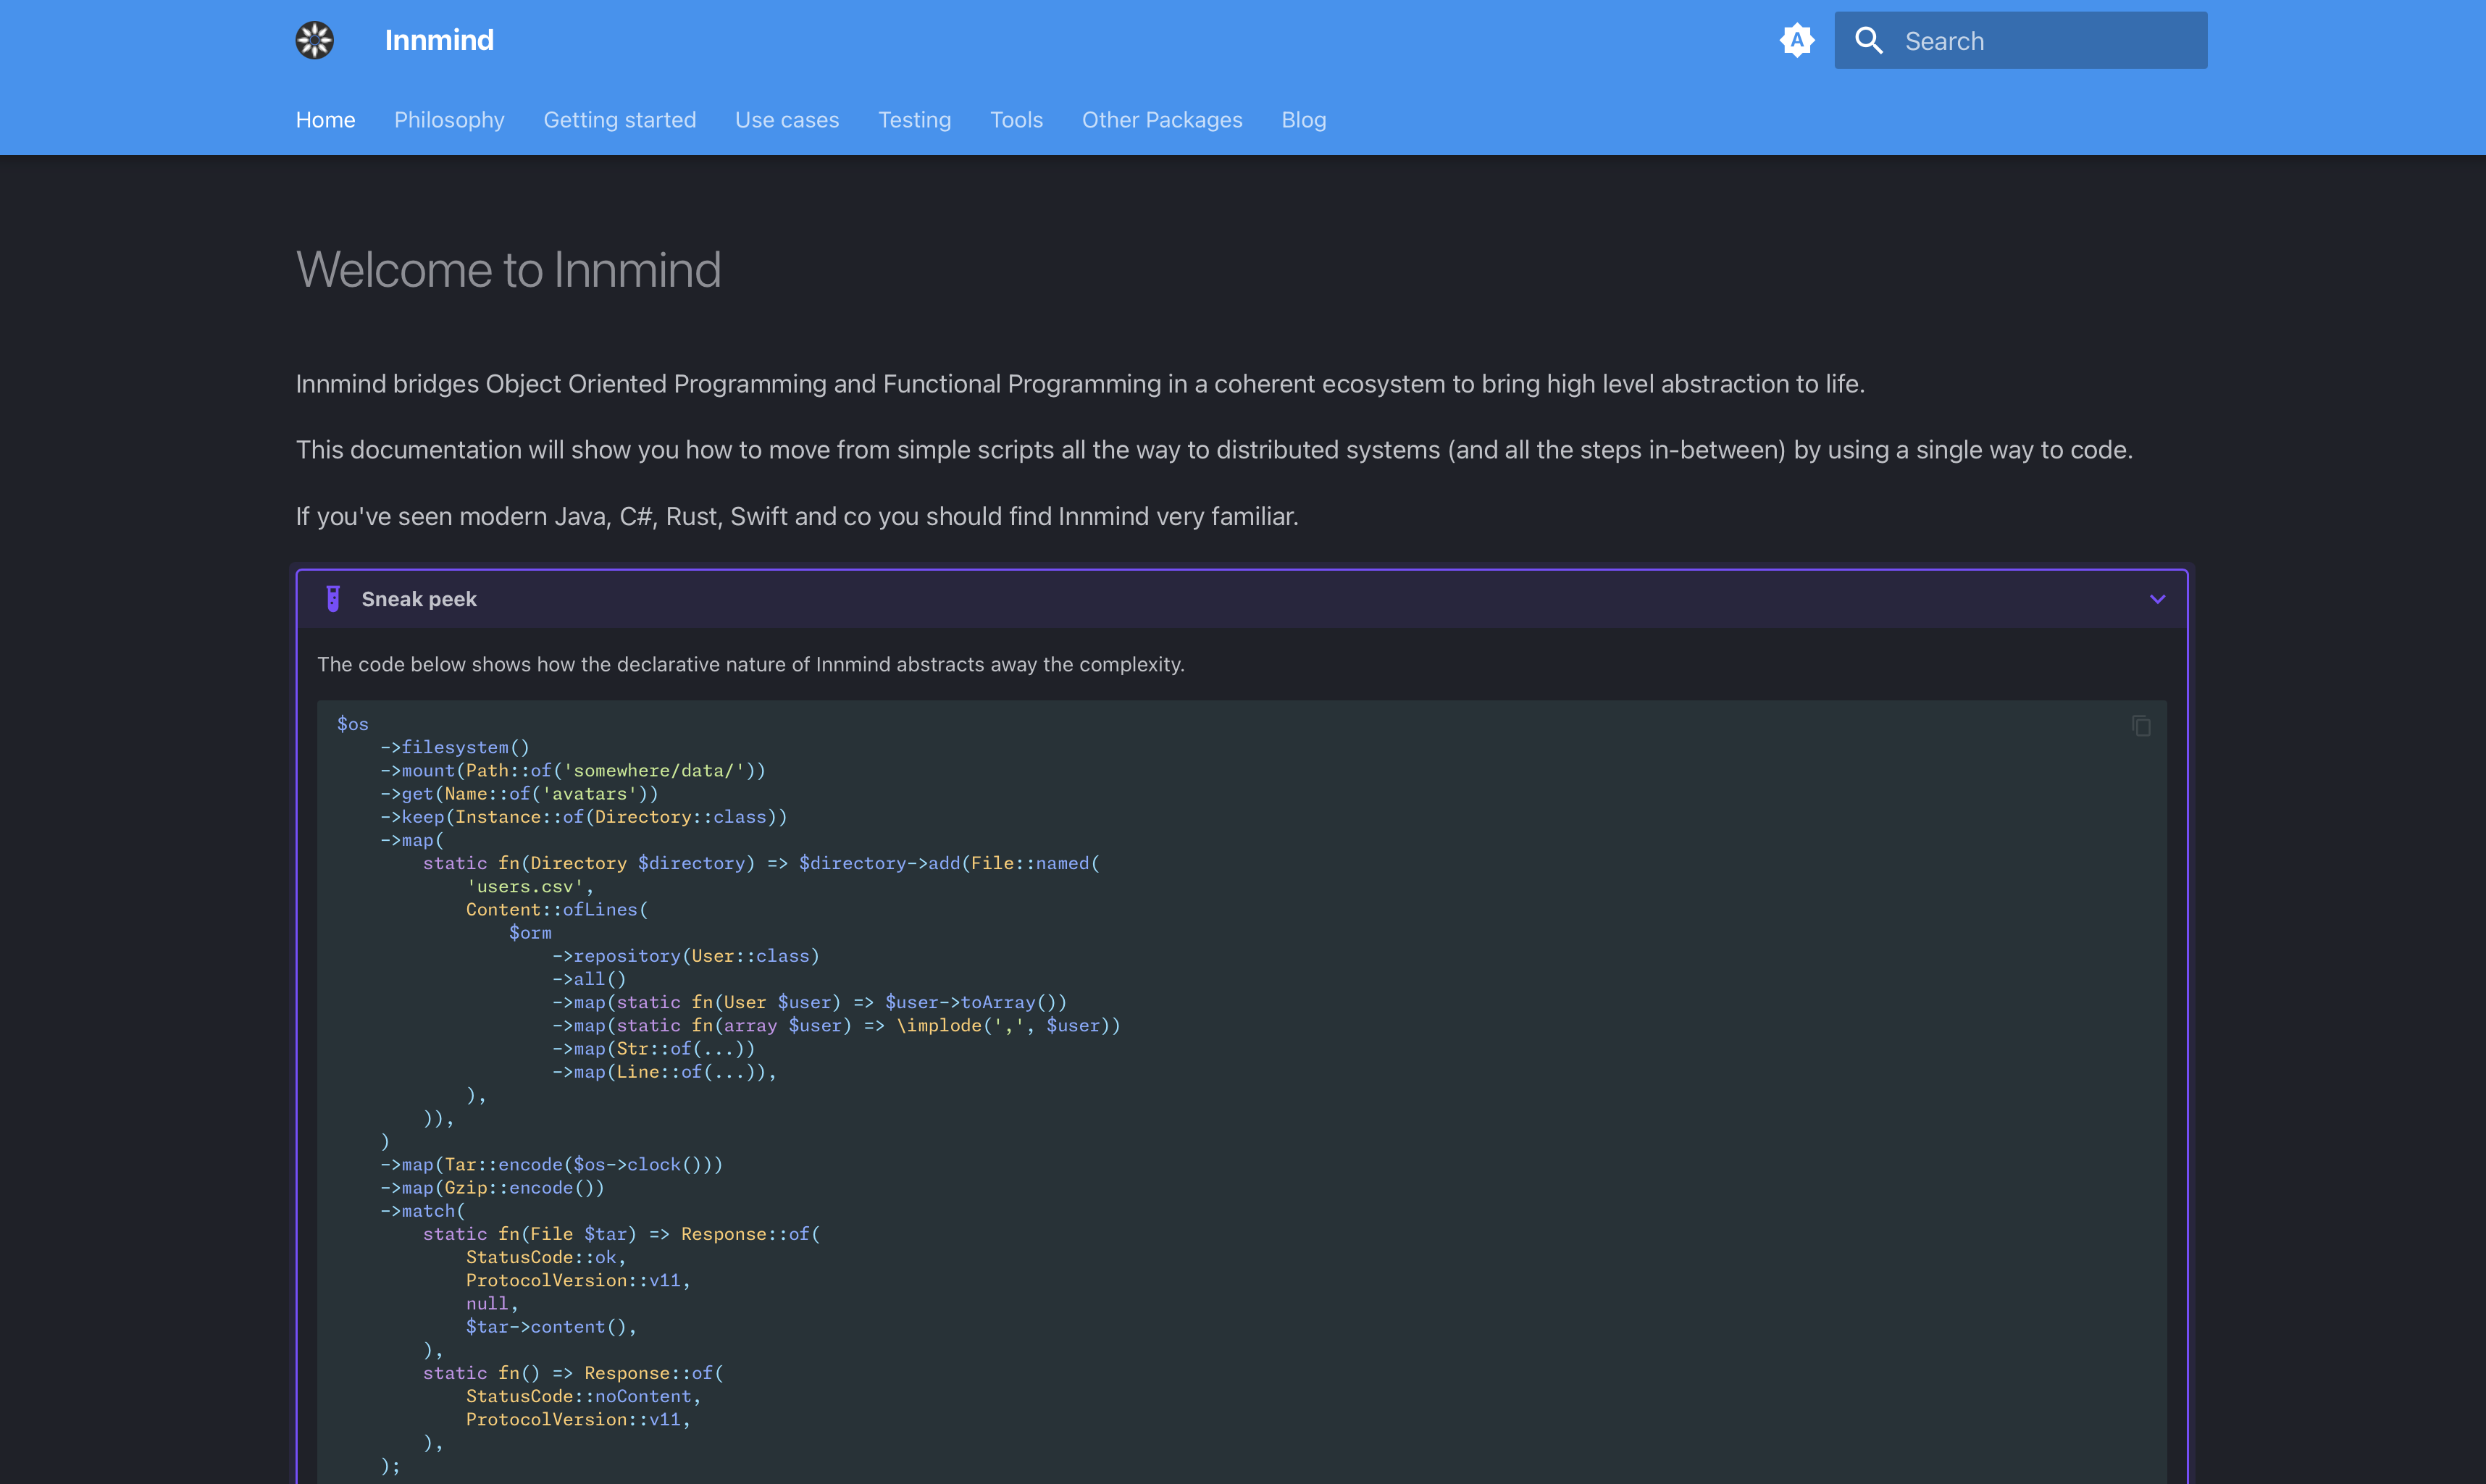 Innmind
A
Search
Home Philosophy Getting started Use cases Testing Tools Other Packages Blog
Welcome to Innmind
Innmind bridges Object Oriented Programming and Functional Programming in a coherent ecosystem to bring high level abstraction to life.
This documentation will show you how to move from simple scripts all the way to distributed systems (and all the steps in-between) by using a single way to code.
If you've seen modern Java, C#, Rust, Swift and co you should find Innmind very familiar.
Sneak peek
The code below shows how the declarative nature of Innmind abstracts away the complexity.
$os
    ->filesystem()
    ->mount(Path::of('somewhere/data/'))
    ->get(Name::of('avatars'))
    ->keep(Instance::of(Directory::class))
    ->map(
        static fn(Directory $directory) => $directory->add(File::named(
            'users.csv',
            Content::ofLines(
                $orm
                    ->repository(User::class)
                    ->all()
                    ->map(static fn(User $user) => $user->toArray())
                    ->map(static fn(array $user) => \implode(',', $user))
                    ->map(Str::of(...))
                    ->map(Line::of(...)),
            ),
        )),
    )
    ->map(Tar::encode($os->clock()))
    ->map(Gzip::encode())
    ->match(
        static fn(File $tar) => Response::of(
            StatusCode::ok,
            ProtocolVersion::v11,
            null,
            $tar->content(),
        ),
        static fn() => Response::of(
            StatusCode::noContent,
            ProtocolVersion::v11,
        ),
    );